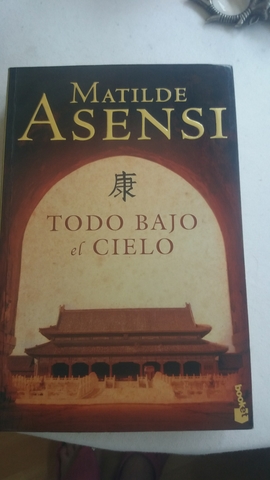 MATILDE
ASENSI
康
TODO BAJO
el CIELO
booket